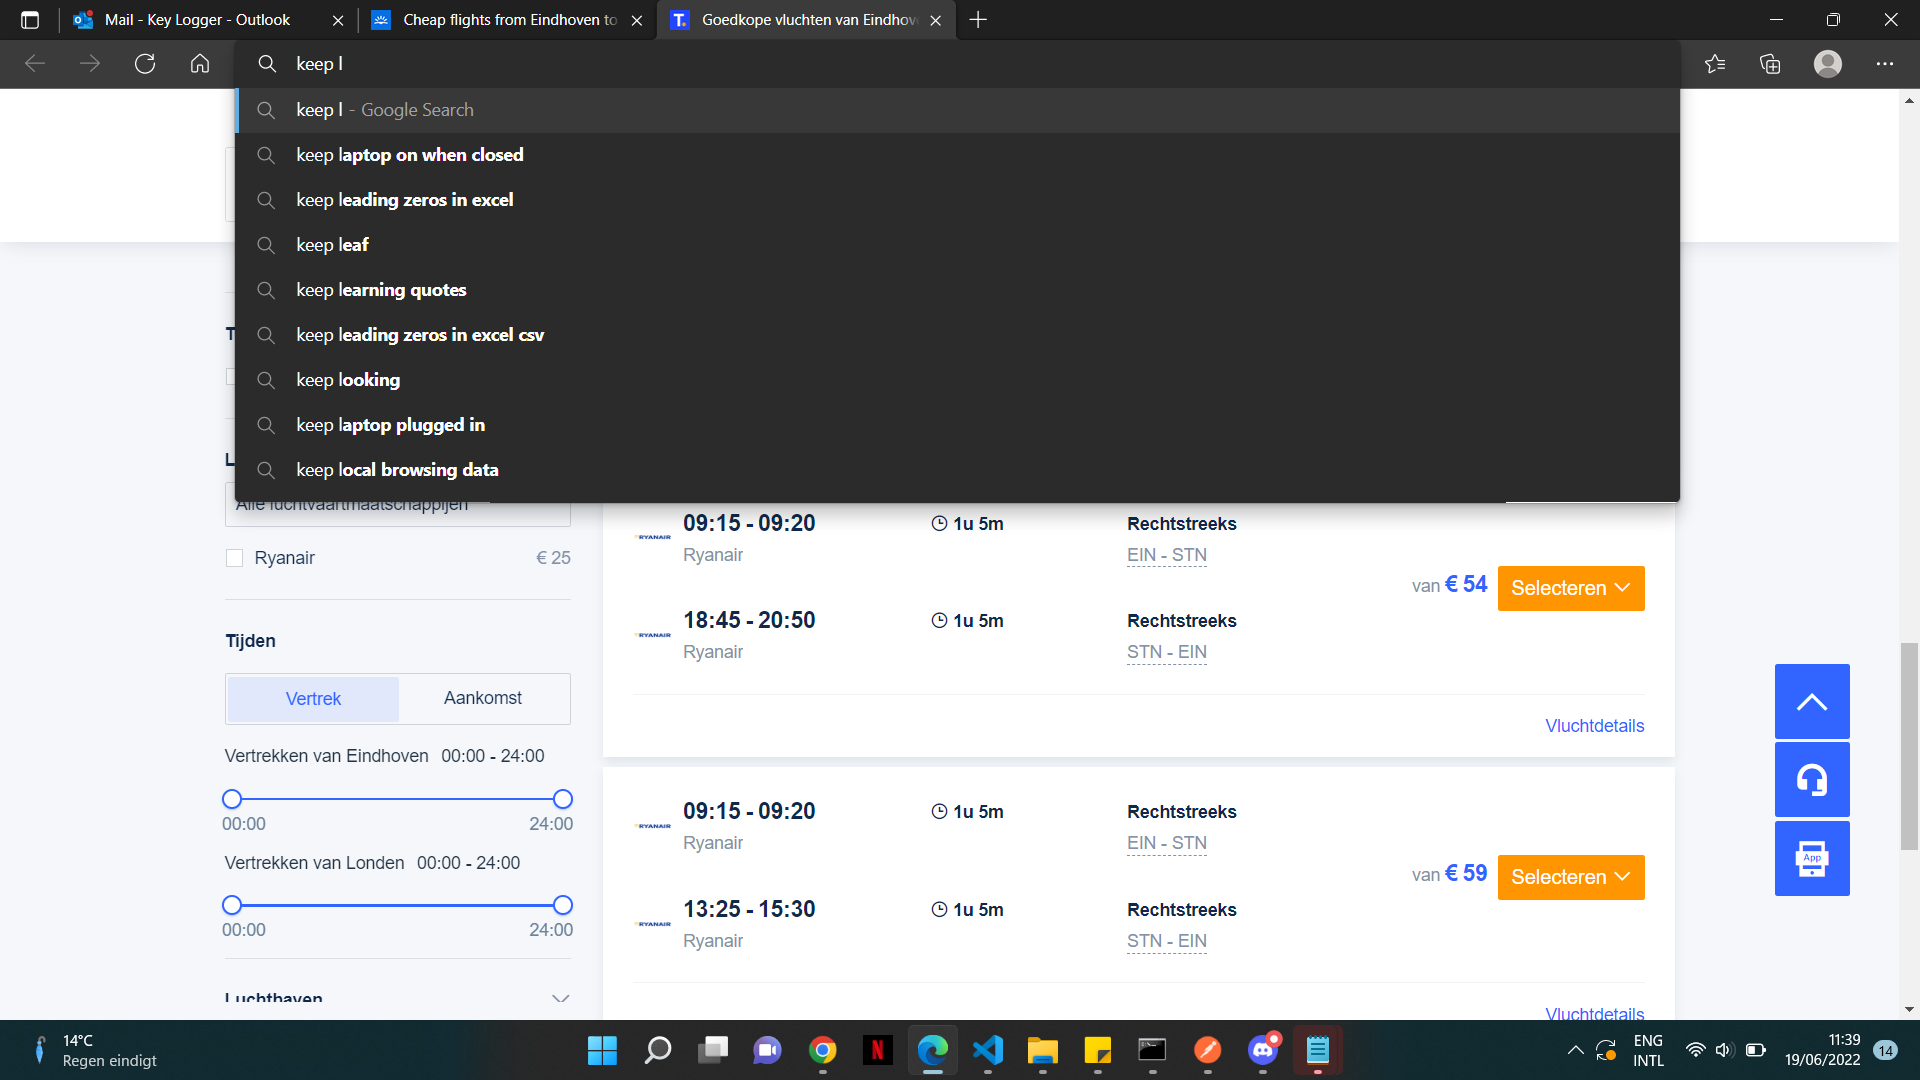 Mail - Key Logger - Outlook
Cheap flights from Eindhoven to
Goedkope vluchten van Eindhov
keep l
keep l - Google Search
keep laptop on when closed
keep leading zeros in excel
keep leaf
keep learning quotes
keep leading zeros in excel csv
keep looking
keep laptop plugged in
keep local browsing data
T
L
Alle luchtvaartmaatschappijen
Ryanair € 25
Tijden
Vertrek Aankomst
Vertrekken van Eindhoven 00:00 - 24:00
00:00 24:00
Vertrekken van Londen 00:00 - 24:00
00:00 24:00
Luchthaven
RYANAIR
09:15 - 09:20 1u 5m Rechtstreeks
Ryanair EIN - STN
van € 54 Selecteren
RYANAIR
18:45 - 20:50 1u 5m Rechtstreeks
Ryanair STN - EIN
Vluchtdetails
RYANAIR
09:15 - 09:20 1u 5m Rechtstreeks
Ryanair EIN - STN
van € 59 Selecteren
RYANAIR
13:25 - 15:30 1u 5m Rechtstreeks
Ryanair STN - EIN
Vluchtdetails
App
14°C
Regen eindigt
ENG
INTL
11:39
19/06/2022
14